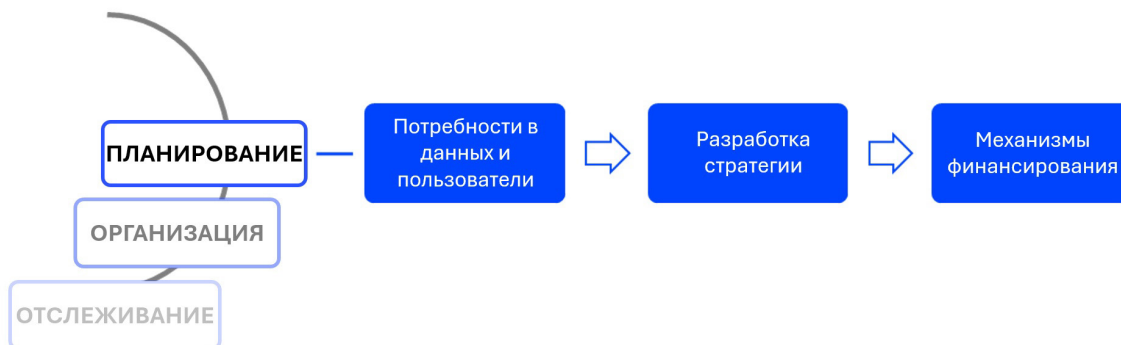 ПЛАНИРОВАНИЕ
Потребности в
данных и
пользователи
Разработка
стратегии
Механизмы
финансирования
ОРГАНИЗАЦИЯ
ОТСЛЕЖИВАНИЕ